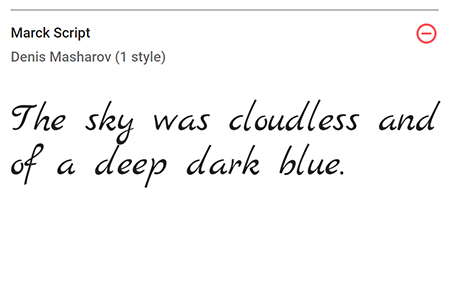 Marck Script
Denis Masharov (1 style)
The sky was cloudless and
of a deep dark blue.